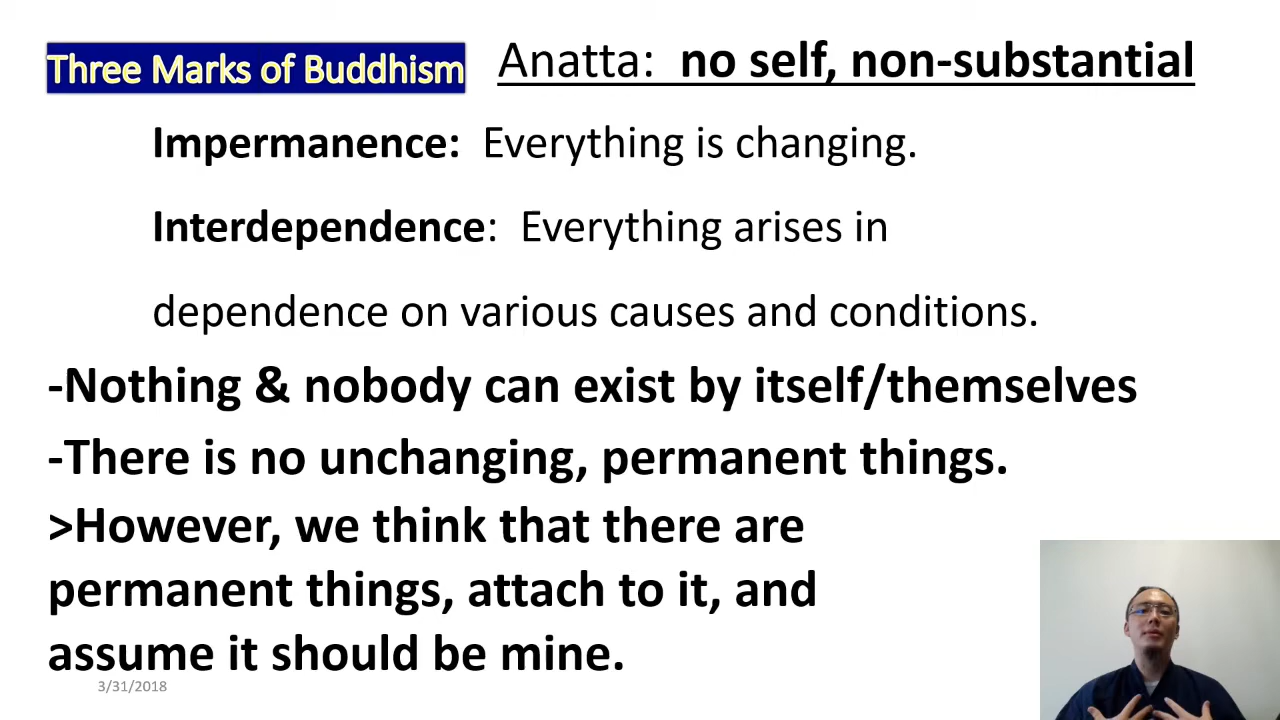 Three Marks of Buddhism
Anatta: no self, non-substantial
Impermanence: Everything is changing.
Interdependence: Everything arises in
dependence on various causes and conditions.
-Nothing & nobody can exist by itself/themselves
-There is no unchanging, permanent things.
>However, we think that there are
permanent things, attach to it, and
assume it should be mine.
3/31/2018